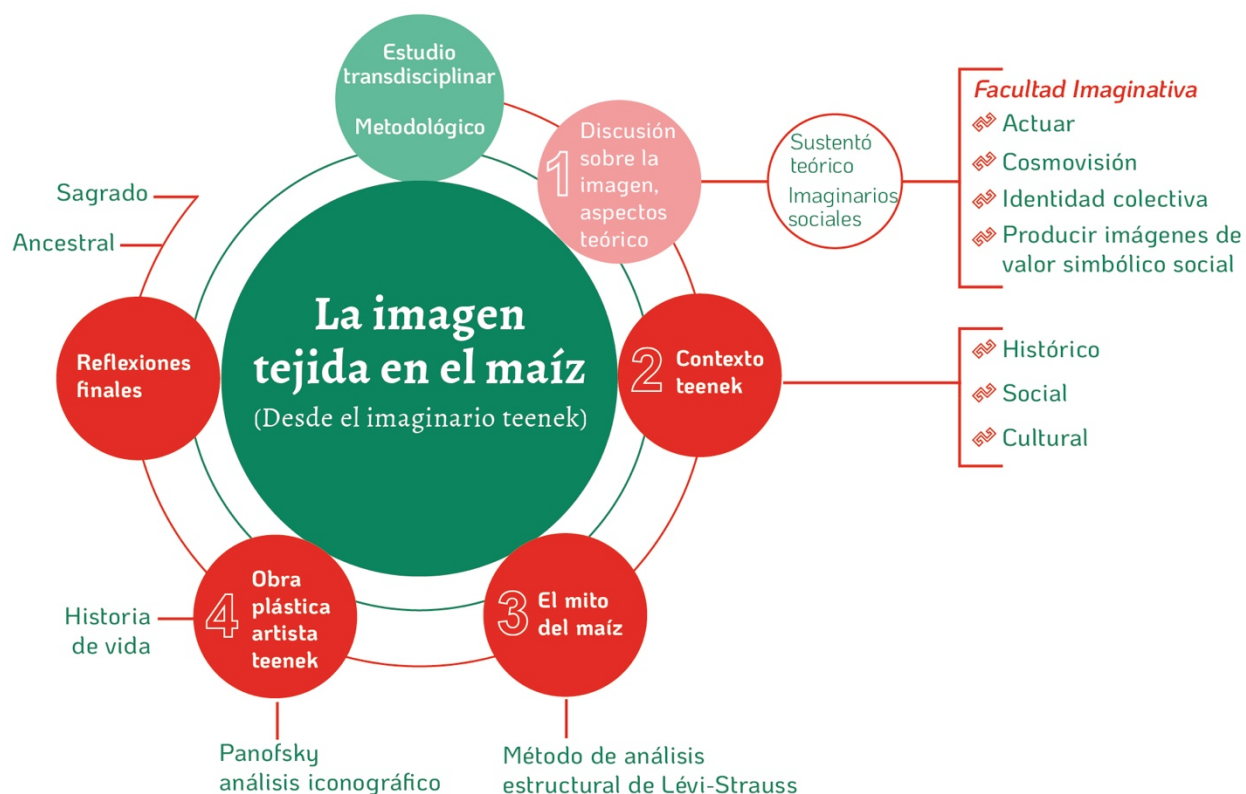 Estudio
transdisciplinar
Metodológico
1
Discusión
sobre la
imagen,
aspectos
teórico
Sustentó
teórico
Imaginarios
sociales
Facultad Imaginativa
Actuar
Cosmovisión
Identidad colectiva
Producir imágenes de
valor simbólico social
2
Contexto
teenek
Histórico
Social
Cultural
3
El mito
del maíz
Método de análisis
estructural de Lévi-Strauss
4
Obra
plástica
artista
teenek
Historia
de vida
Panofsky
análisis iconográfico
Reflexiones
finales
Sagrado
Ancestral
La imagen
tejida en el maíz
(Desde el imaginario teenek)